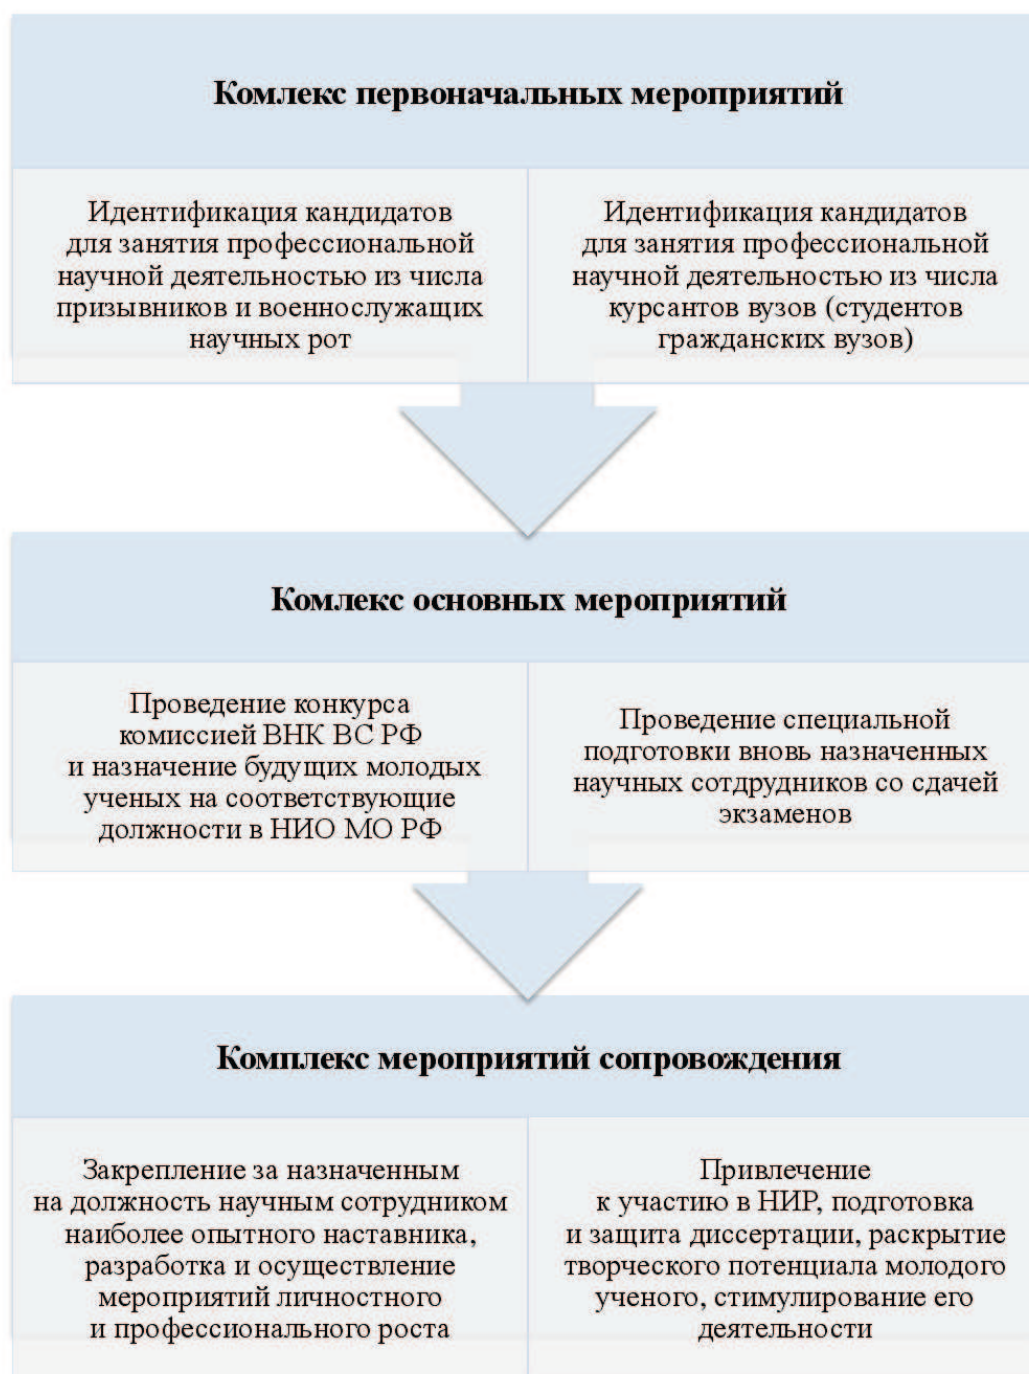 Комлекс первоначальных мероприятий
Идентификация кандидатов
для занятия профессиональной
научной деятельностью из числа
призывников и военнослужащих
научных рот
Идентификация кандидатов
для занятия профессиональной
научной деятельностью из числа
курсантов вузов (студентов
гражданских вузов)
Комлекс основных мероприятий
Проведение конкурса
комиссией ВНК ВС РФ
и назначение будущих молодых
ученых на соответствующие
должности в НИО МО РФ
Проведение специальной
подготовки вновь назначенных
научных сотдрудников со сдачей
экзаменов
Комплекс мероприятий сопровождения
Закрепление за назначенным
на должность научным сотрудником
наиболее опытного наставника,
разработка и осуществление
мероприятий личностного
и профессионального роста
Привлечение
к участию в НИР, подготовка
и защита диссертации, раскрытие
творческого потенциала молодого
ученого, стимулирование его
деятельности